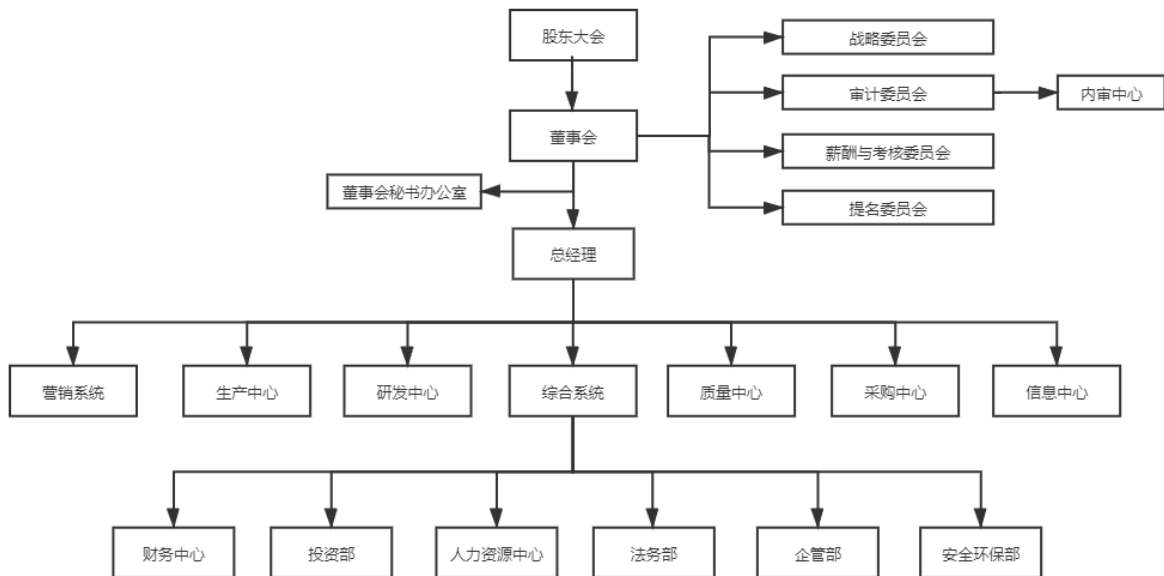 股东大会
战略委员会
审计委员会
内审中心
董事会
薪酬与考核委员会
董事会秘书办公室
提名委员会
总经理
营销系统
生产中心
研发中心
综合系统
质量中心
采购中心
信息中心
财务中心
投资部
人力资源中心
法务部
企管部
安全环保部